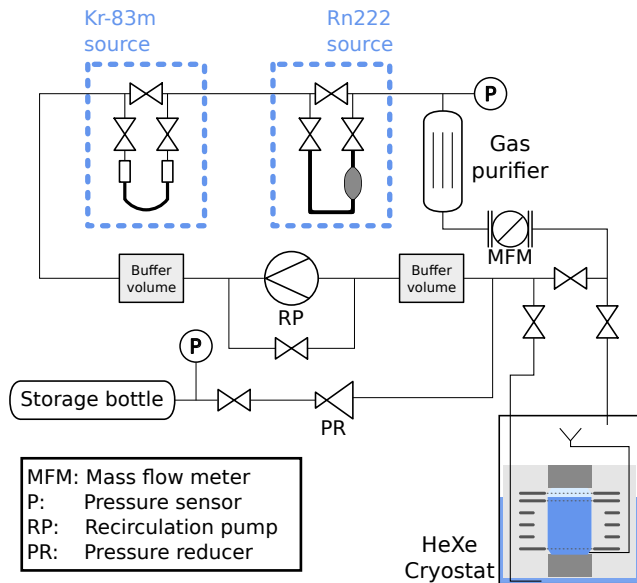 Kr-83m
source
Rn222
source
P
Gas
purifier
MFM
Buffer
volume
RP
Buffer
volume
P
Storage bottle
PR
MFM: Mass flow meter
P: Pressure sensor
RP: Recirculation pump
PR: Pressure reducer
HeXe
Cryostat